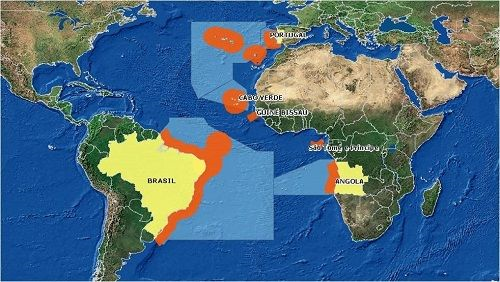 PORTUGAL
CABO VERDE
GUINÉ BISSAU
São Tomé e Príncipe
BRASIL
ANGOLA